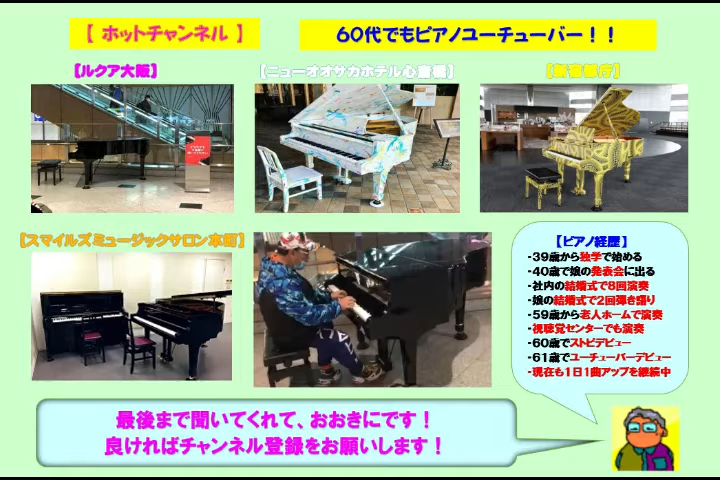 【 ホットチャンネル 】
60代でもピアノユーチューバー！！
【ルクア大阪】
【ニューオオサカホテル心斎橋】
【新宿都庁】
【スマイルズミュージックサロン本町】
【ピアノ経歴】
-39歳から独学で始める
-40歳で娘の発表会に出る
-社内の結婚式で8回演奏
-娘の結婚式で2回弾き語り
-59歳から老人ホームで演奏
-視聴覚センターでも演奏
-60歳でストピデビュー
-61歳でユーチューバーデビュー
-現在も1日1曲アップを継続中
最後まで聞いてくれて、おおきにです！
良ければチャンネル登録をお願いします！